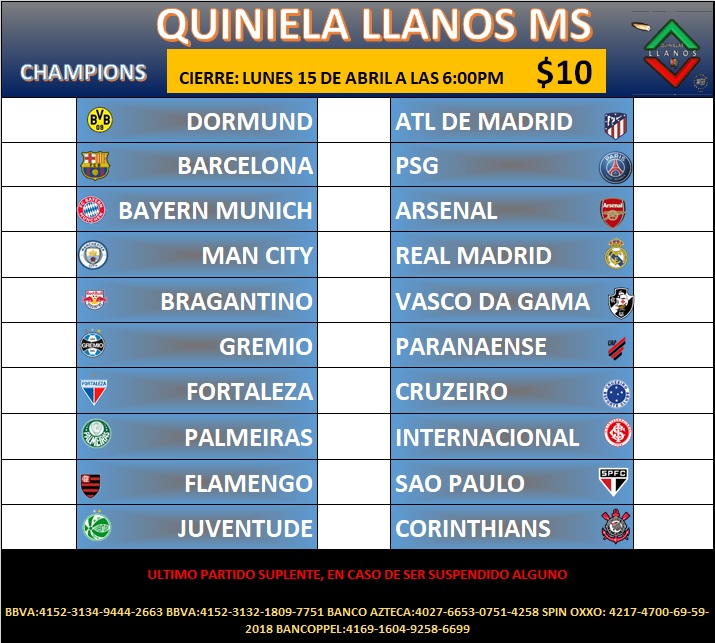 QUINIELA LLANOS MS
CHAMPIONS
CIERRE: LUNES 15 DE ABRIL A LAS 6:00PM $10
QUINIELAS
LLANOS
MS
DORMUND ATL DE MADRID
BARCELONA PSG
BAYERN MUNICH ARSENAL
MAN CITY REAL MADRID
BRAGANTINO VASCO DA GAMA
GREMIO PARANAENSE
FORTALEZA CRUZEIRO
PALMEIRAS INTERNACIONAL
FLAMENGO SAO PAULO
JUVENTUDE CORINTHIANS
ULTIMO PARTIDO SUPLENTE, EN CASO DE SER SUSPENDIDO ALGUNO
BBVA:4152-3134-9444-2663 BBVA:4152-3132-1809-7751 BANCO AZTECA:4027-6653-0751-4258 SPIN OXXO: 4217-4700-69-59-
2018 BANCOPPEL:4169-1604-9258-6699